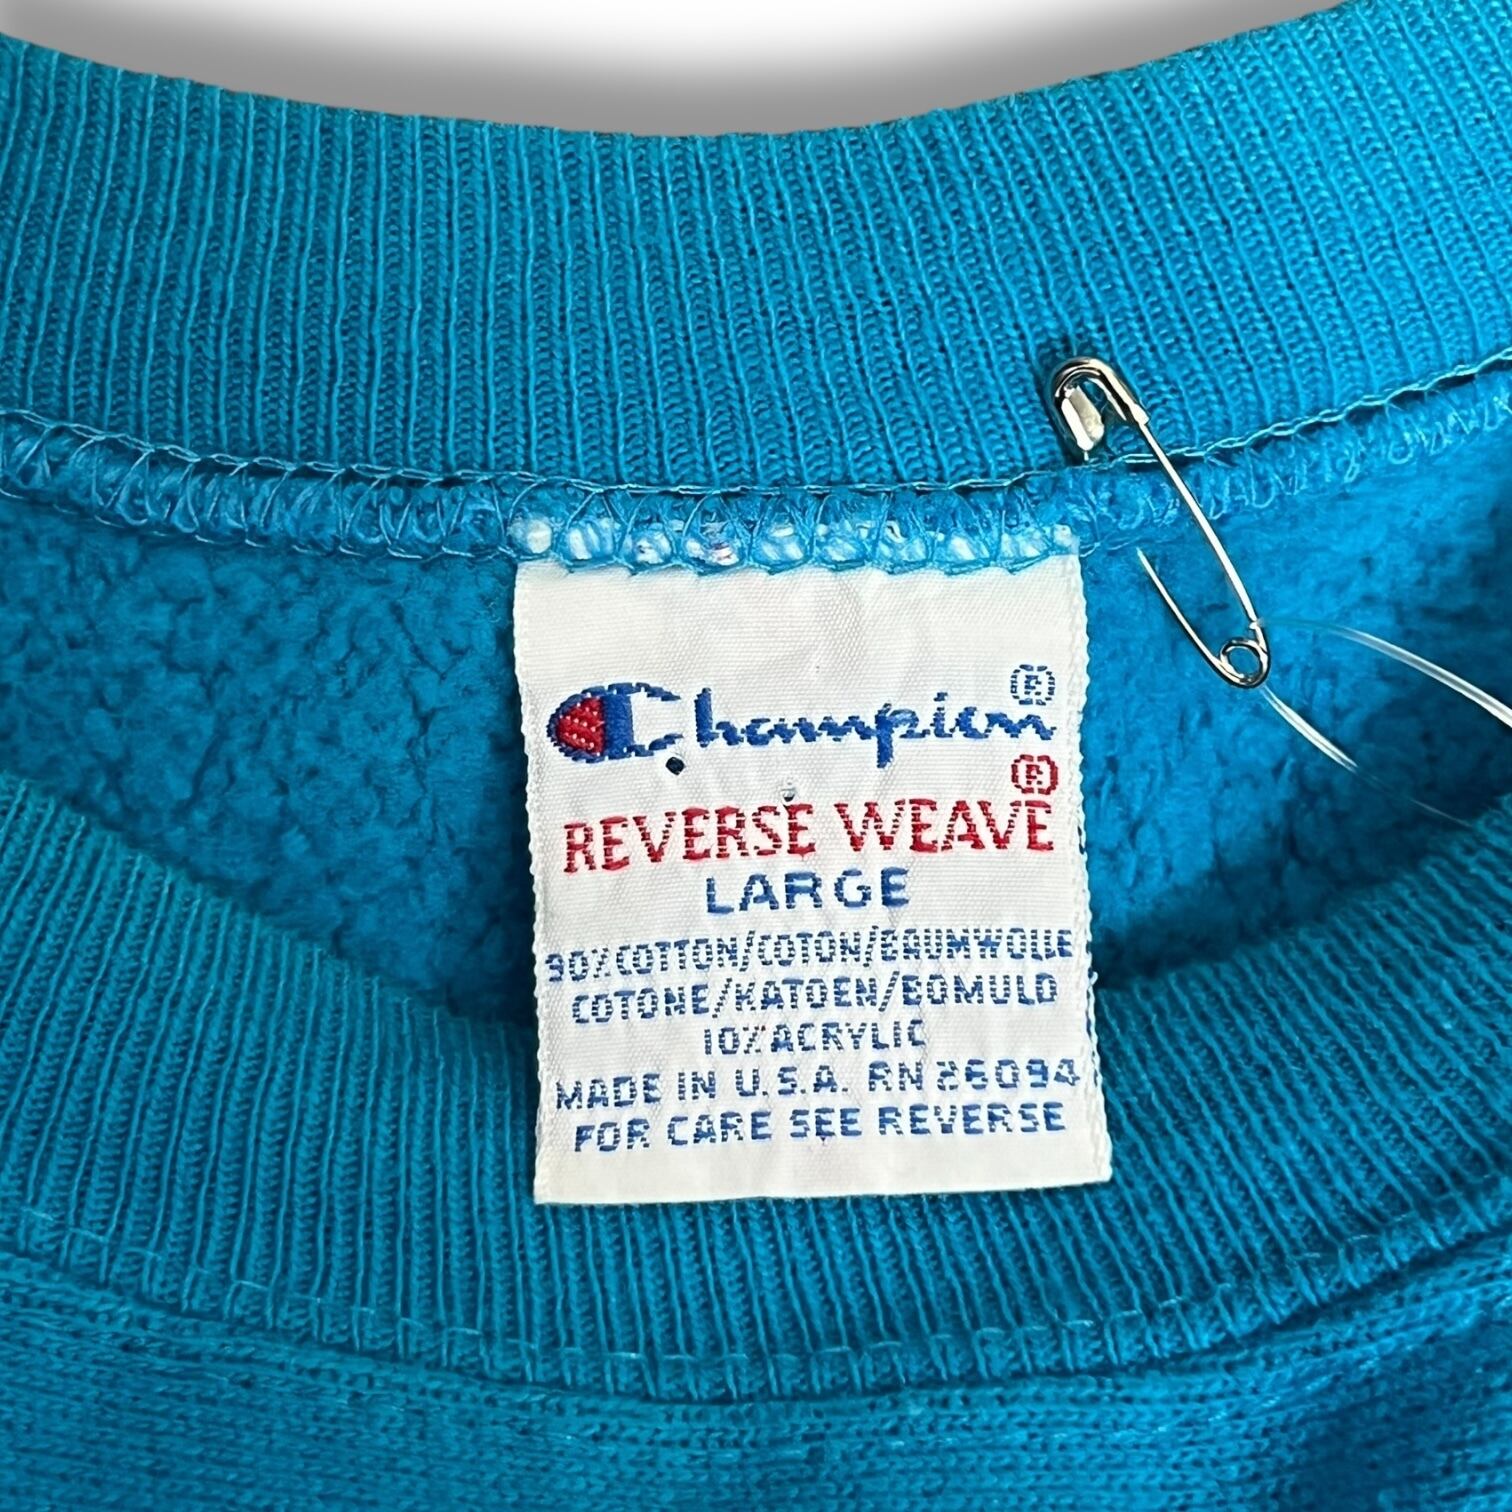 Champion®
REVERSE WEAVE®
LARGE
90% COTTON/COTON/BAUMWOLLE
COTONE/KATOEN/BOMULD
10% ACRYLIC
MADE IN U.S.A. RN 26094
FOR CARE SEE REVERSE